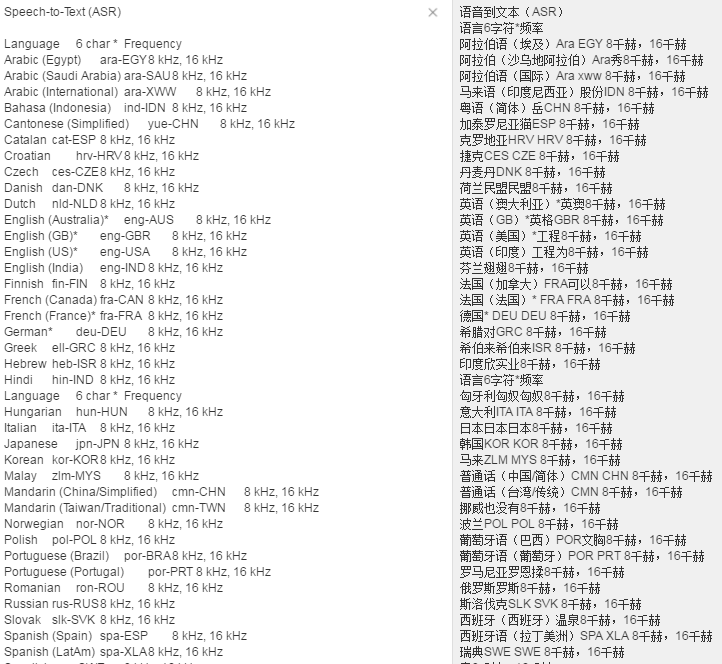 Speech-to-Text (ASR)
Language 6 char * Frequency
Arabic (Egypt) ara-EGY8 kHz, 16 kHz
Arabic (Saudi Arabia) ara-SAU8 kHz, 16 kHz
Arabic (International) ara-XWW 8 kHz, 16 kHz
Bahasa (Indonesia) ind-IDN 8 kHz, 16 kHz
Cantonese (Simplified) yue-CHN 8 kHz, 16 kHz
Catalan cat-ESP 8 kHz, 16 kHz
Croatian hrv-HRV8 kHz, 16 kHz
Czech ces-CZE8 kHz, 16 kHz
Danish dan-DNK 8 kHz, 16 kHz
Dutch nld-NLD8 kHz, 16 kHz
English (Australia)* eng-AUS 8 kHz, 16 kHz
English (GB)* eng-GBR 8 kHz, 16 kHz
English (US)* eng-USA 8 kHz, 16 kHz
English (India) eng-IND8 kHz, 16 kHz
Finnish fin-FIN 8 kHz, 16 kHz
French (Canada) fra-CAN 8 kHz, 16 kHz
French (France)* fra-FRA 8 kHz, 16 kHz
German* deu-DEU 8 kHz, 16 kHz
Greek ell-GRC 8 kHz, 16 kHz
Hebrew heb-ISR 8 kHz, 16 kHz
Hindi hin-IND 8 kHz, 16 kHz
Language 6 char * Frequency
Hungarian hun-HUN 8 kHz, 16 kHz
Italian ita-ITA 8 kHz, 16 kHz
Japanese jpn-JPN 8 kHz, 16 kHz
Korean kor-KOR8 kHz, 16 kHz
Malay zlm-MYS 8 kHz, 16 kHz
Mandarin (China/Simplified) cmn-CHN 8 kHz, 16 kHz
Mandarin (Taiwan/Traditional) cmn-TWN 8 kHz, 16 kHz
Norwegian nor-NOR 8 kHz, 16 kHz
Polish pol-POL 8 kHz, 16 kHz
Portuguese (Brazil) por-BRA8 kHz, 16 kHz
Portuguese (Portugal) por-PRT 8 kHz, 16 kHz
Romanian ron-ROU 8 kHz, 16 kHz
Russian rus-RUS8 kHz, 16 kHz
Slovak slk-SVK 8 kHz, 16 kHz
Spanish (Spain) spa-ESP 8 kHz, 16 kHz
Spanish (LatAm) spa-XLA8 kHz, 16 kHz
语音到文本（ASR）
语言6字符*频率
阿拉伯语（埃及）Ara EGY 8千赫，16千赫
阿拉伯（沙乌地阿拉伯）Ara秀8千赫，16千赫
阿拉伯语（国际）Ara xww 8千赫，16千赫
马来语（印度尼西亚）股份IDN 8千赫，16千赫
粤语（简体）岳CHN 8千赫，16千赫
加泰罗尼亚猫ESP 8千赫，16千赫
克罗地亚HRV HRV 8千赫，16千赫
捷克CES CZE 8千赫，16千赫
丹麦丹DNK 8千赫，16千赫
荷兰民盟民盟8千赫，16千赫
英语（澳大利亚）*英澳8千赫，16千赫
英语（GB）*英格GBR 8千赫，16千赫
英语（美国）*工程8千赫，16千赫
英语（印度）工程为8千赫，16千赫
芬兰翅翅8千赫，16千赫
法国（加拿大）FRA可以8千赫，16千赫
法国（法国）* FRA FRA 8千赫，16千赫
德国* DEU DEU 8千赫，16千赫
希腊对GRC 8千赫，16千赫
希伯来希伯来ISR 8千赫，16千赫
印度欣实业8千赫，16千赫
语言6字符*频率
匈牙利匈奴匈奴8千赫，16千赫
意大利ITA ITA 8千赫，16千赫
日本日本日本8千赫，16千赫
韩国KOR KOR 8千赫，16千赫
马来ZLM MYS 8千赫，16千赫
普通话（中国/简体）CMN CHN 8千赫，16千赫
普通话（台湾/传统）CMN 8千赫，16千赫
挪威也没有8千赫，16千赫
波兰POL POL 8千赫，16千赫
葡萄牙语（巴西）POR文胸8千赫，16千赫
葡萄牙语（葡萄牙）POR PRT 8千赫，16千赫
罗马尼亚罗恩揉8千赫，16千赫
俄罗斯罗斯8千赫，16千赫
斯洛伐克SLK SVK 8千赫，16千赫
西班牙（西班牙）温泉8千赫，16千赫
西班牙语（拉丁美洲）SPA XLA 8千赫，16千赫
瑞典SWE SWE 8千赫，16千赫